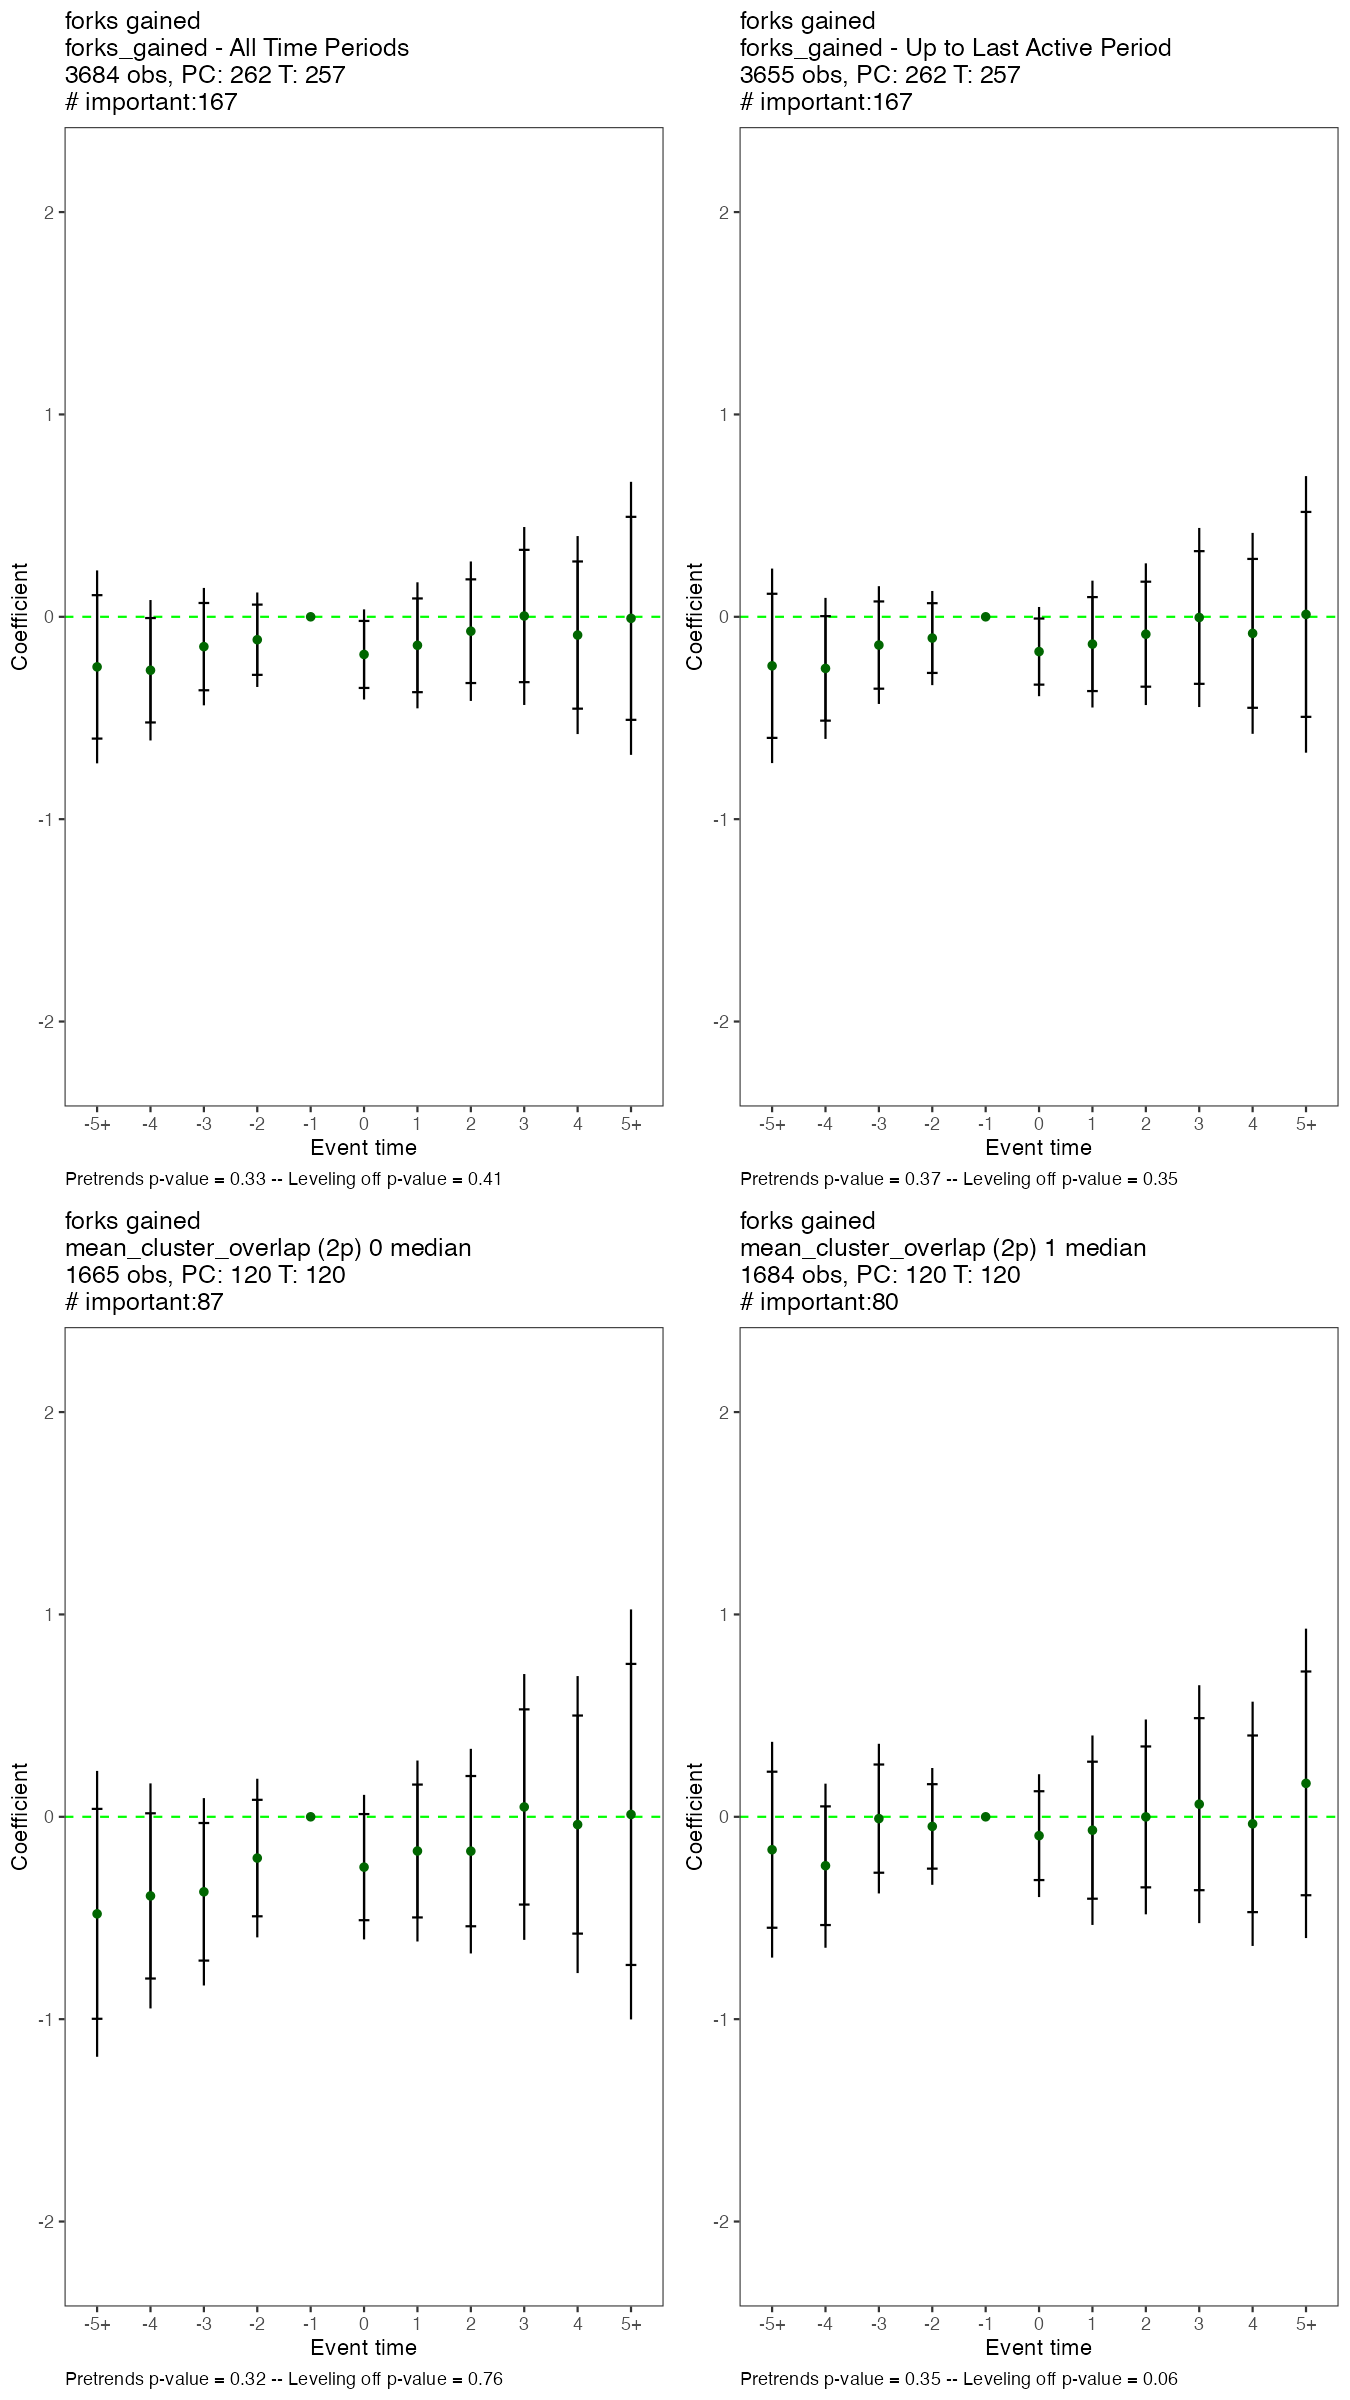 forks gained
forks_gained - All Time Periods
3684 obs, PC: 262 T: 257
# important:167
2
1
0
-1
-2
Coefficient
-5+ -4 -3 -2 -1 0 1 2 3 4 5+
Event time
Pretrends p-value = 0.33 -- Leveling off p-value = 0.41
forks gained
forks_gained - Up to Last Active Period
3655 obs, PC: 262 T: 257
# important:167
2
1
0
-1
-2
Coefficient
-5+ -4 -3 -2 -1 0 1 2 3 4 5+
Event time
Pretrends p-value = 0.37 -- Leveling off p-value = 0.35
forks gained
mean_cluster_overlap (2p) 0 median
1665 obs, PC: 120 T: 120
# important:87
2
1
0
-1
-2
Coefficient
-5+ -4 -3 -2 -1 0 1 2 3 4 5+
Event time
Pretrends p-value = 0.32 -- Leveling off p-value = 0.76
forks gained
mean_cluster_overlap (2p) 1 median
1684 obs, PC: 120 T: 120
# important:80
2
1
0
-1
-2
Coefficient
-5+ -4 -3 -2 -1 0 1 2 3 4 5+
Event time
Pretrends p-value = 0.35 -- Leveling off p-value = 0.06